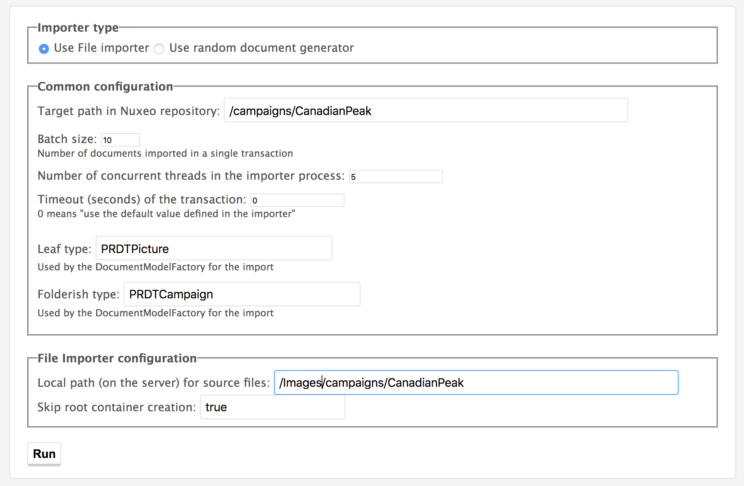 Importer type
Use File importer Use random document generator
Common configuration
Target path in Nuxeo repository: /campaigns/CanadianPeak
Batch size: 10
Number of documents imported in a single transaction
Number of concurrent threads in the importer process: 5
Timeout (seconds) of the transaction: 0
0 means "use the default value defined in the importer"
Leaf type: PRDTPicture
Used by the DocumentModelFactory for the import
Folderish type: PRDTCampaign
Used by the DocumentModelFactory for the import
File Importer configuration
Local path (on the server) for source files: /Images/campaigns/CanadianPeak
Skip root container creation: true
Run